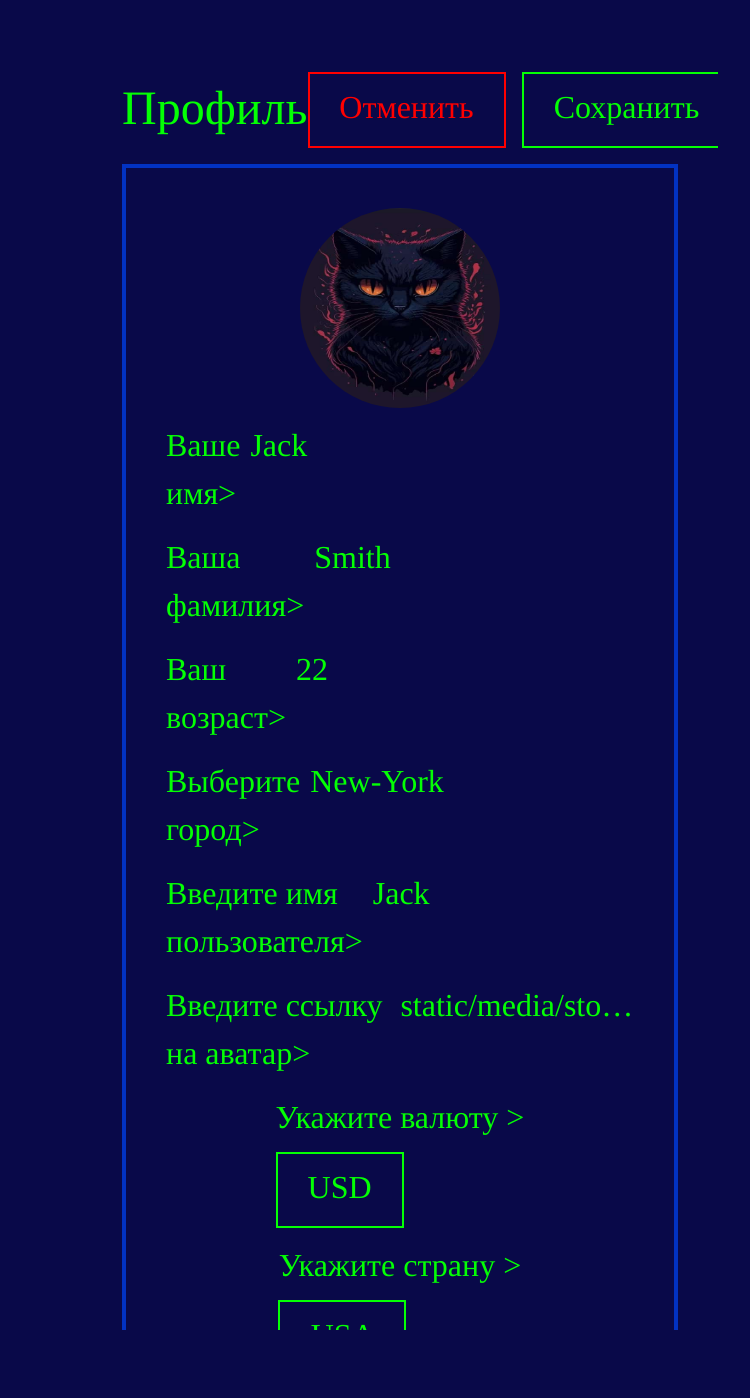 Профиль Отменить Сохранить
Ваше Jack
имя>
Ваша Smith
фамилия>
Ваш 22
возраст>
Выберите New-York
город>
Введите имя Jack
пользователя>
Введите ссылку static/media/sto…
на аватар>
Укажите валюту >
USD
Укажите страну >
USA